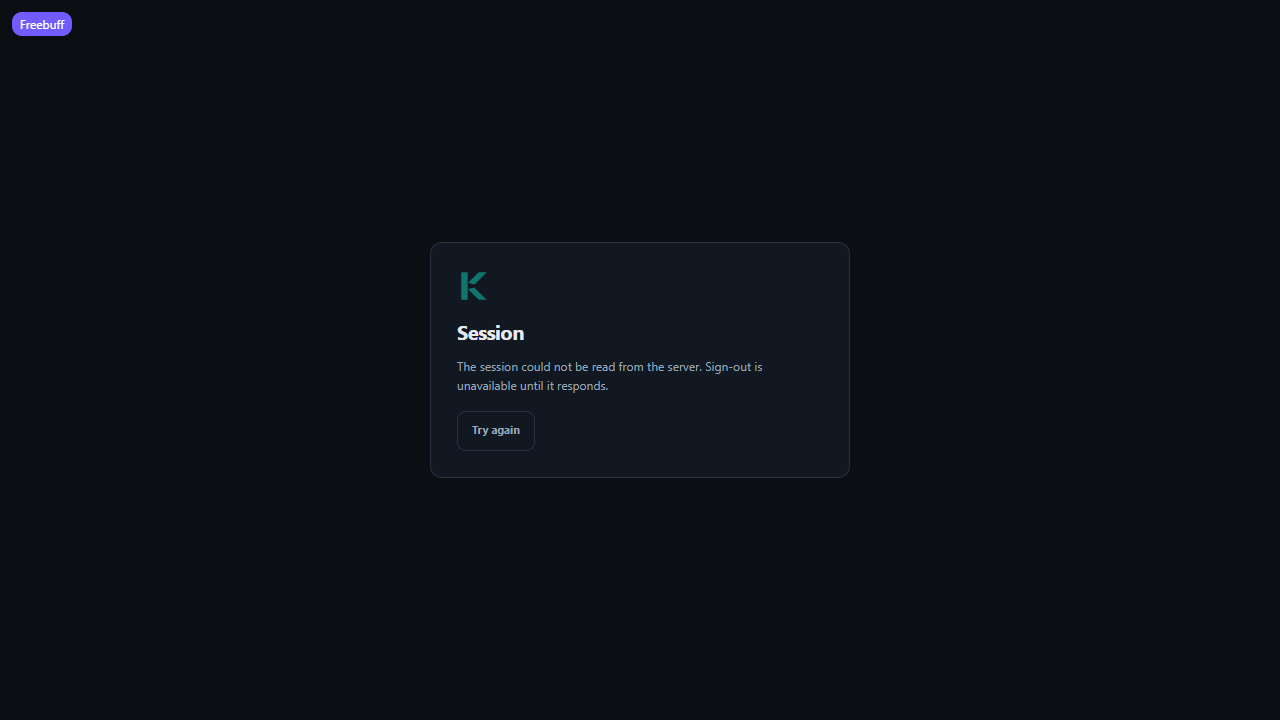 Freebuff
Session
The session could not be read from the server. Sign-out is
unavailable until it responds.
Try again